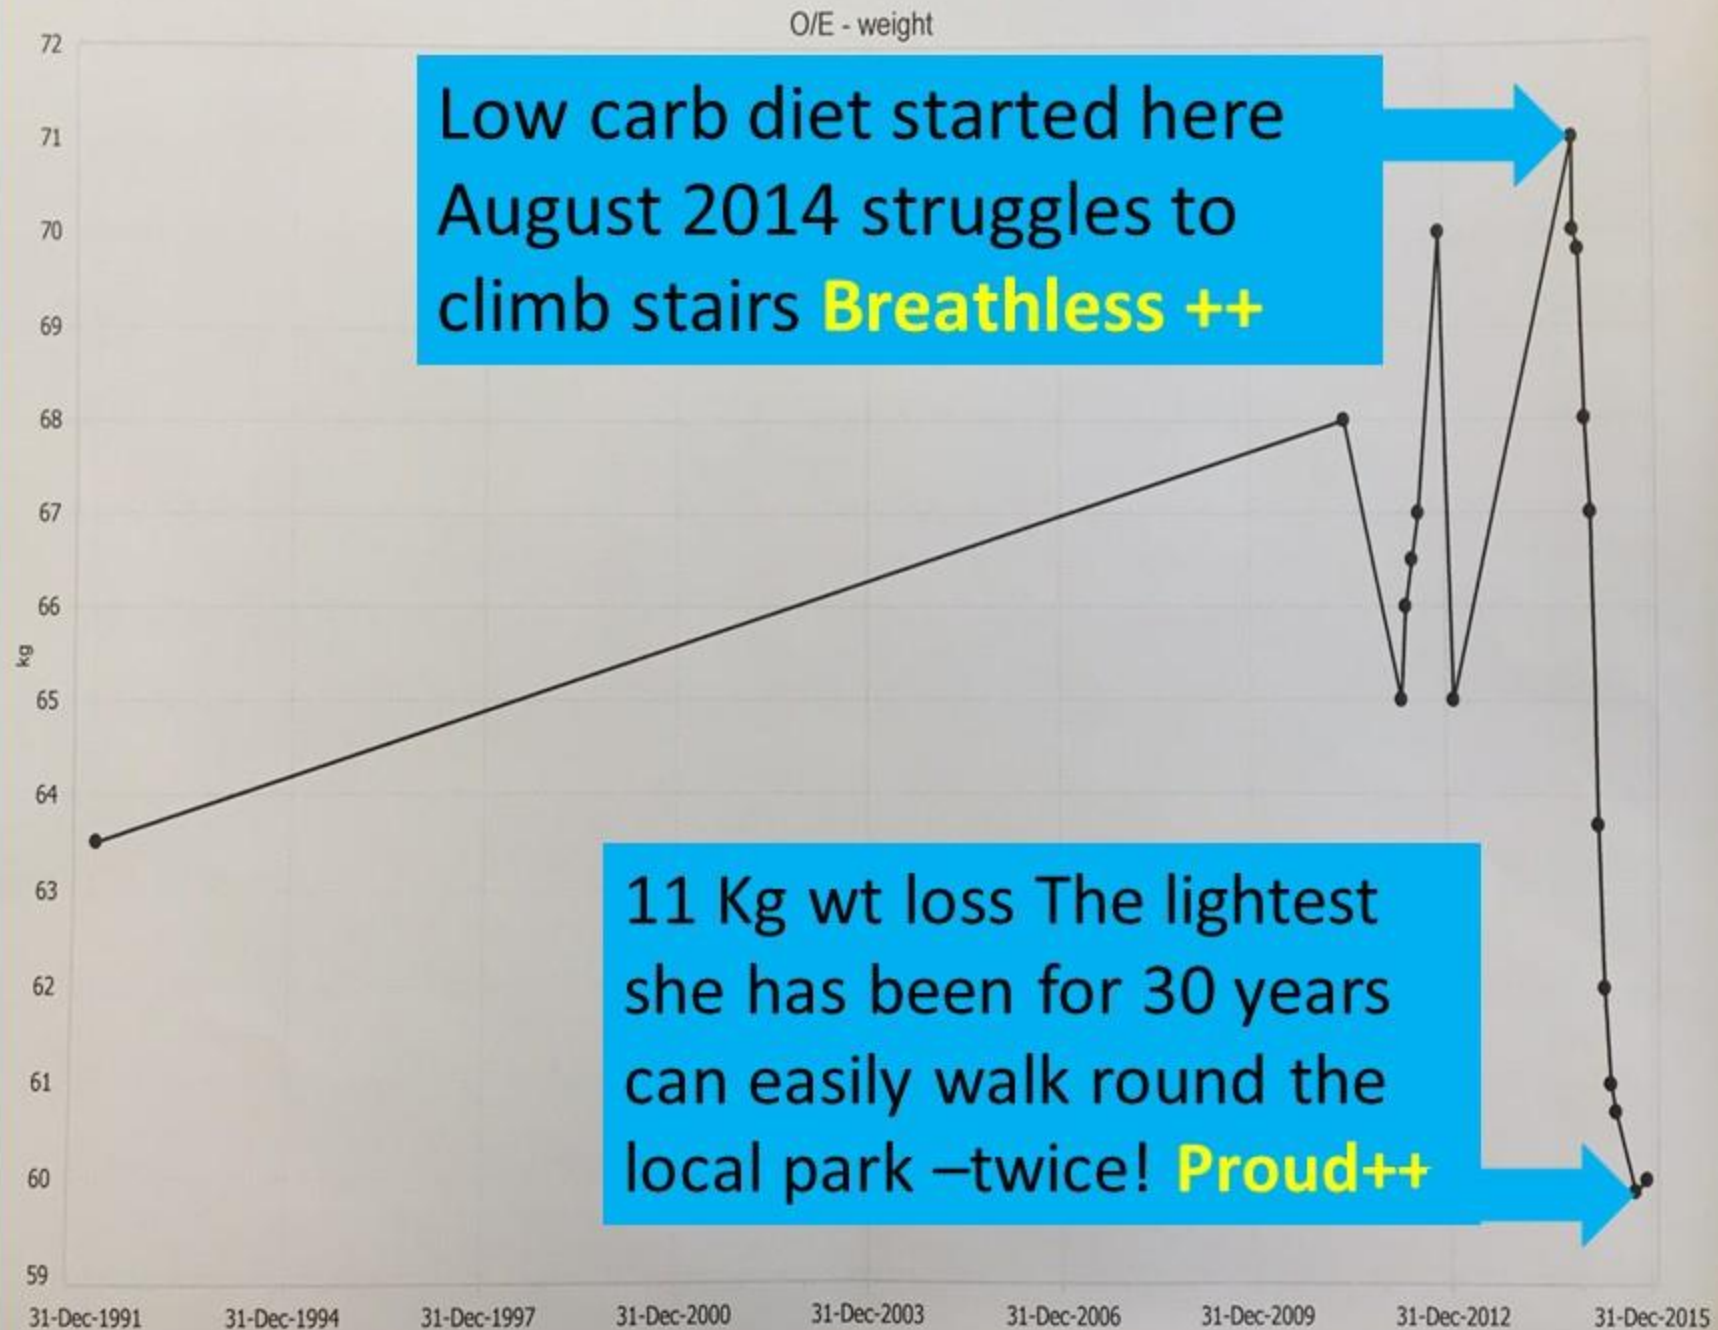 O/E - weight
72
71
70
69
68
67
66
65
64
63
62
61
60
59
kg
Low carb diet started here
August 2014 struggles to
climb stairs Breathless ++
11 Kg wt loss The lightest
she has been for 30 years
can easily walk round the
local park –twice! Proud++
31-Dec-1991 31-Dec-1994 31-Dec-1997 31-Dec-2000 31-Dec-2003 31-Dec-2006 31-Dec-2009 31-Dec-2012 31-Dec-2015